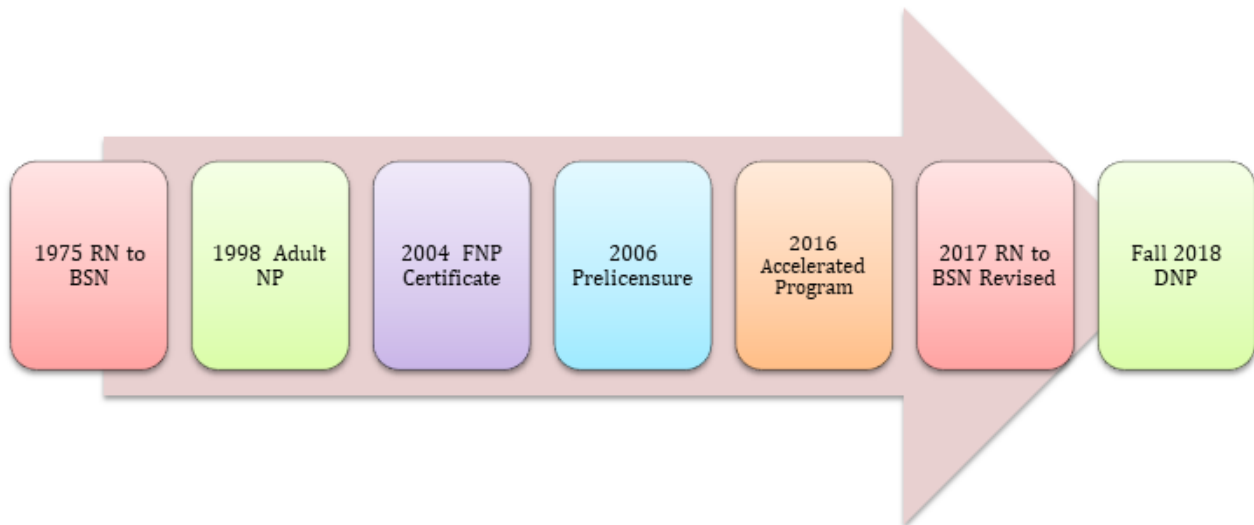 1975 RN to
BSN
1998 Adult
NP
2004 FNP
Certificate
2006
Prelicensure
2016
Accelerated
Program
2017 RN to
BSN Revised
Fall 2018
DNP